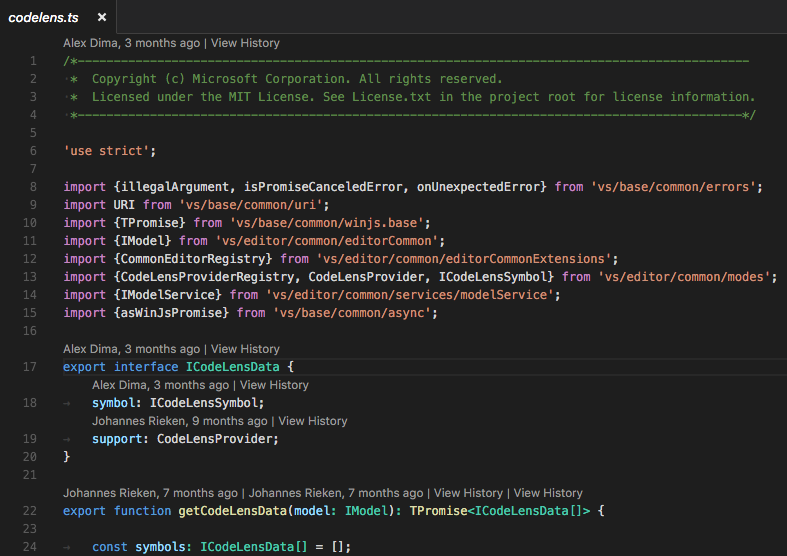 codelens.ts ×
Alex Dima, 3 months ago | View History
1 /*---------------------------------------------------------------------------------------------
2 * Copyright (c) Microsoft Corporation. All rights reserved.
3 * Licensed under the MIT License. See License.txt in the project root for license information.
4 *--------------------------------------------------------------------------------------------*/
5
6 'use strict';
7
8 import {illegalArgument, isPromiseCanceledError, onUnexpectedError} from 'vs/base/common/errors';
9 import URI from 'vs/base/common/uri';
10 import {TPromise} from 'vs/base/common/winjs.base';
11 import {IModel} from 'vs/editor/common/editorCommon';
12 import {CommonEditorRegistry} from 'vs/editor/common/editorCommonExtensions';
13 import {CodeLensProviderRegistry, CodeLensProvider, ICodeLensSymbol} from 'vs/editor/common/modes';
14 import {IModelService} from 'vs/editor/common/services/modelService';
15 import {asWinJsPromise} from 'vs/base/common/async';
16
Alex Dima, 3 months ago | View History
17 export interface ICodeLensData {
Alex Dima, 3 months ago | View History
18 → symbol: ICodeLensSymbol;
Johannes Rieken, 9 months ago | View History
19 → support: CodeLensProvider;
20 }
21
Johannes Rieken, 7 months ago | Johannes Rieken, 7 months ago | View History | View History
22 export function getCodeLensData(model: IModel): TPromise<ICodeLensData[]> {
23
24 → const symbols: ICodeLensData[] = [];